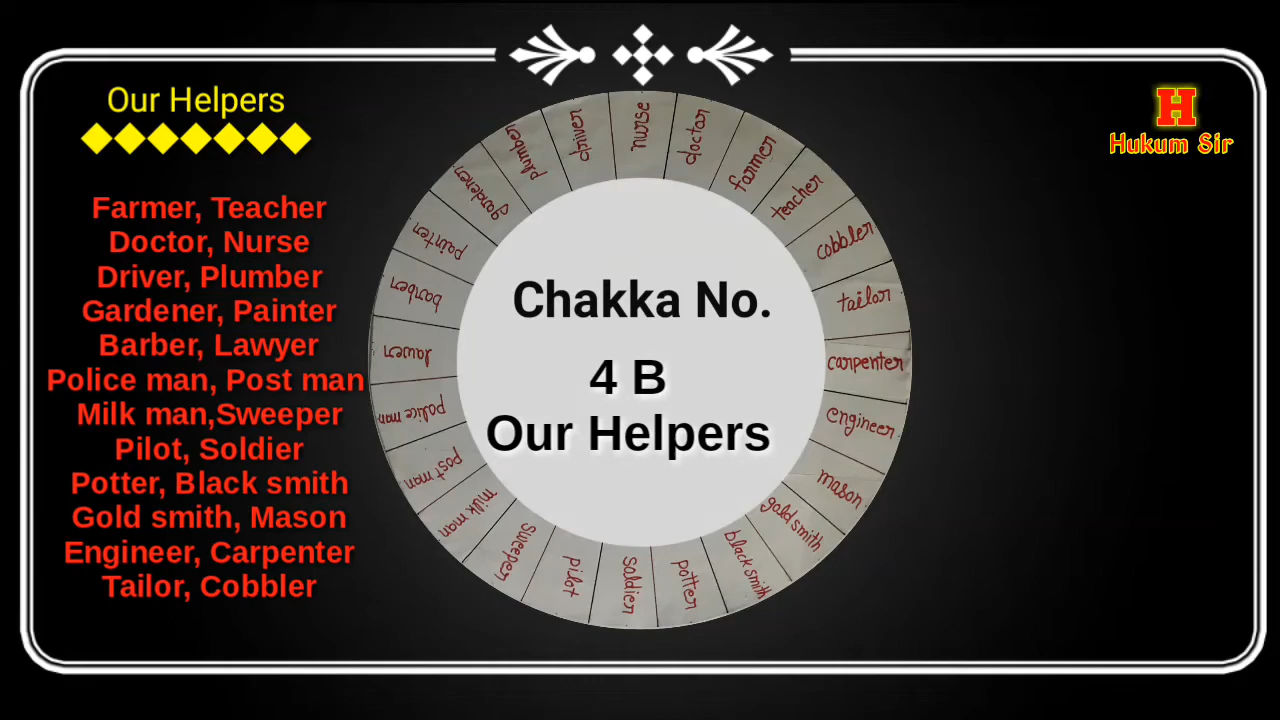 Our Helpers
Farmer, Teacher
Doctor, Nurse
Driver, Plumber
Gardener, Painter
Barber, Lawyer
Police man, Post man
Milk man,Sweeper
Pilot, Soldier
Potter, Black smith
Gold smith, Mason
Engineer, Carpenter
Tailor, Cobbler
Chakka No.
4 B
Our Helpers
nurse
doctor
farmer
teacher
cobbler
tailor
carpenter
engineer
mason
gold smith
black smith
potter
soldier
pilot
sweeper
milk man
post man
police man
lawer
barber
painter
gardener
plumber
driver
H
Hukum Sir